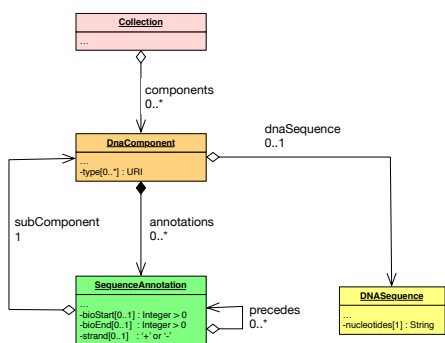 Collection
...
components
0..*
dnaSequence
0..1
DnaComponent
...
-type[0..*] : URI
subComponent
1
annotations
0..*
SequenceAnnotation
...
-bioStart[0..1] : Integer > 0
-bioEnd[0..1] : Integer > 0
-strand[0..1] : '+' or '-'
precedes
0..*
DNASequence
...
-nucleotides[1] : String